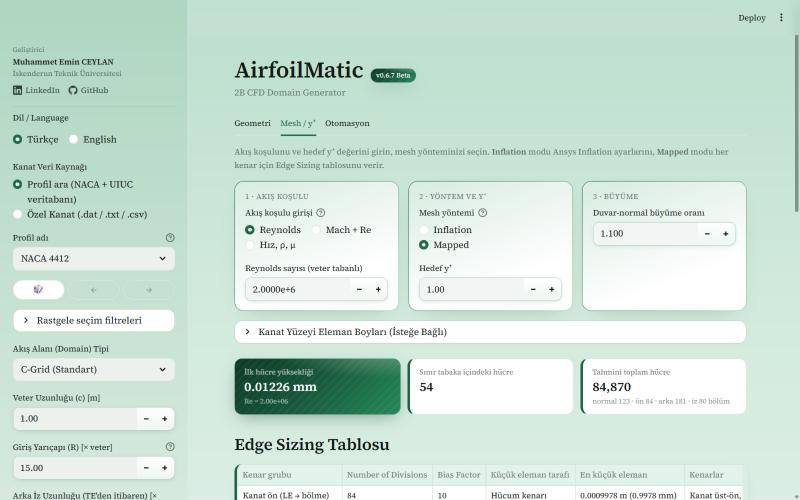 Deploy
Geliştirici
Muhammet Emin CEYLAN
İskenderun Teknik Üniversitesi
LinkedIn GitHub
Dil / Language
Türkçe English
Kanat Veri Kaynağı
Profil ara (NACA + UIUC
veritabanı)
Özel Kanat (.dat / .txt / .csv)
Profil adı
NACA 4412
← →
Rastgele seçim filtreleri
Akış Alanı (Domain) Tipi
C-Grid (Standart)
Veter Uzunluğu (c) [m]
1.00 − +
Giriş Yarıçapı (R) [× veter]
15.00 − +
Arka İz Uzunluğu (TE'den itibaren) [×
AirfoilMatic v0.6.7 Beta
2B CFD Domain Generator
Geometri Mesh / y⁺ Otomasyon
Akış koşulunu ve hedef y⁺ değerini girin, mesh yönteminizi seçin. Inflation modu Ansys Inflation ayarlarını, Mapped modu her
kenar için Edge Sizing tablosunu verir.
1 · AKIŞ KOŞULU
Akış koşulu girişi
Reynolds Mach + Re
Hız, ρ, μ
Reynolds sayısı (veter tabanlı)
2.0000e+6 − +
2 · YÖNTEM VE Y⁺
Mesh yöntemi
Inflation
Mapped
Hedef y⁺
1.00 − +
3 · BÜYÜME
Duvar-normal büyüme oranı
1.100 − +
Kanat Yüzeyi Eleman Boyları (İsteğe Bağlı)
İlk hücre yüksekliği
0.01226 mm
Re = 2.00e+06
Sınır tabaka içindeki hücre
54
Tahmini toplam hücre
84,870
normal 123 · ön 84 · arka 181 · iz 80 bölüm
Edge Sizing Tablosu
Kenar grubu Number of Divisions Bias Factor Küçük eleman tarafı En küçük eleman Kenarlar
Kanat ön (LE → bölme) 84 10 Hücum kenarı 0.0009978 m (0.9978 mm) Kanat üst-ön,